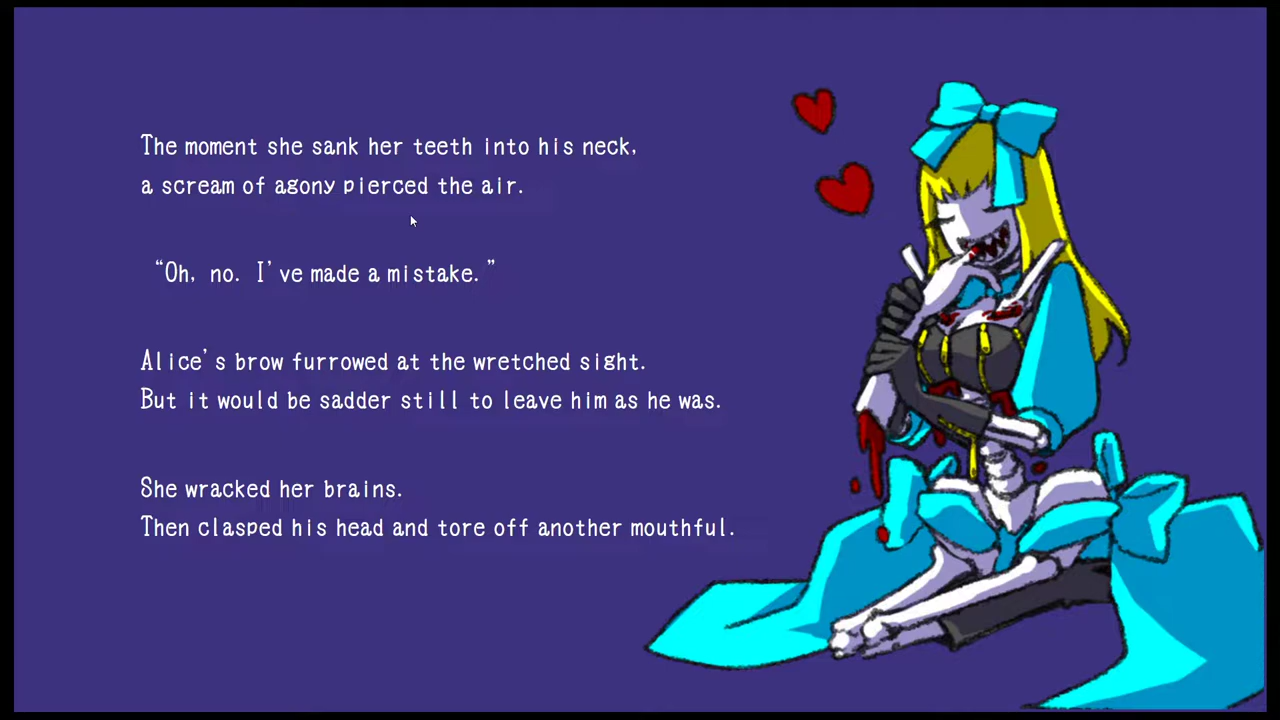 The moment she sank her teeth into his neck,
a scream of agony pierced the air.
“Oh, no. I've made a mistake.”
Alice's brow furrowed at the wretched sight.
But it would be sadder still to leave him as he was.
She wracked her brains.
Then clasped his head and tore off another mouthful.